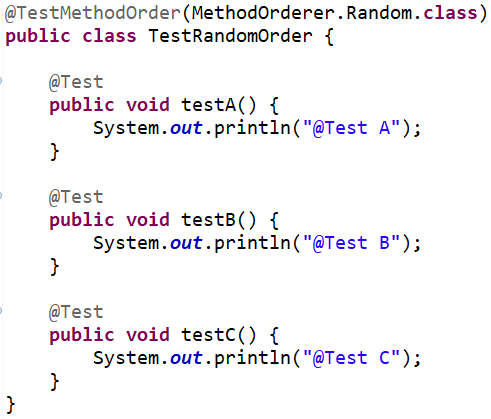 @TestMethodOrder(MethodOrderer.Random.class)
public class TestRandomOrder {
@Test
public void testA() {
System.out.println("@Test A");
}
@Test
public void testB() {
System.out.println("@Test B");
}
@Test
public void testC() {
System.out.println("@Test C");
}
}